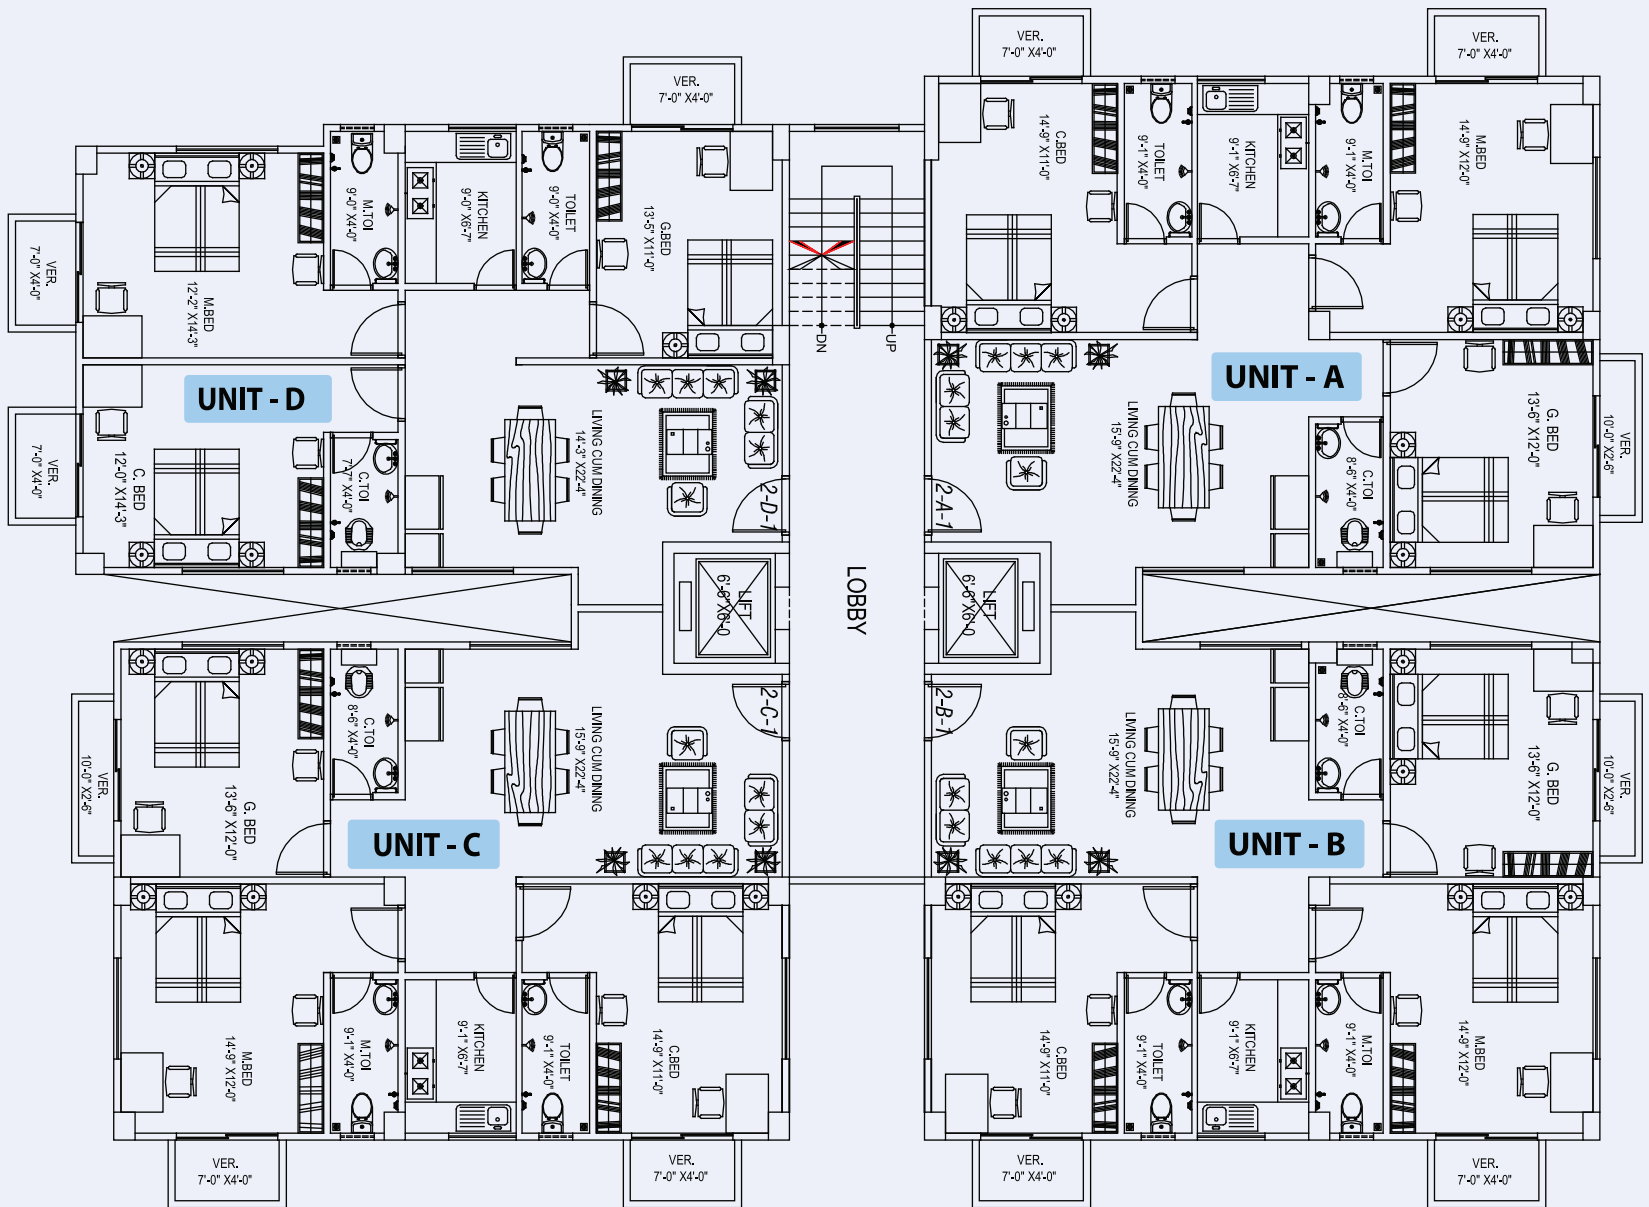 VER.
7'-0" X4'-0"
VER.
7'-0" X4'-0"
VER.
7'-0" X4'-0"
C.BED
14'-9" X11'-0"
TOILET
9'-1" X4'-0"
KITCHEN
9'-1" X6'-7"
M.TOI
9'-1" X4'-0"
M.BED
14'-9" X12'-0"
M.TOI
9'-0" X4'-0"
KITCHEN
9'-0" X6'-7"
TOILET
9'-0" X4'-0"
G.BED
13'-5" X11'-0"
VER.
7'-0" X4'-0"
M.BED
12'-2" X14'-3"
DN
UP
UNIT - D
UNIT - A
VER.
7'-0" X4'-0"
C. BED
12'-0" X14'-3"
C.TOI
7'-7" X4'-0"
LIVING CUM DINING
14'-3" X22'-4"
2-D-1
2-A-1
LIVING CUM DINING
15'-9" X22'-4"
C.TOI
8'-6" X4'-0"
G. BED
13'-6" X12'-0"
VER.
10'-0" X2'-6"
LIFT
6'-6"X6'-0
LOBBY
LIFT
6'-6"X6'-0
VER.
10'-0" X2'-6"
G. BED
13'-6" X12'-0"
C.TOI
8'-6" X4'-0"
LIVING CUM DINING
15'-9" X22'-4"
2-C-1
2-B-1
LIVING CUM DINING
15'-9" X22'-4"
C.TOI
8'-6" X4'-0"
G. BED
13'-6" X12'-0"
VER.
10'-0" X2'-6"
UNIT - C
UNIT - B
M.BED
14'-9" X12'-0"
M.TOI
9'-1" X4'-0"
KITCHEN
9'-1" X6'-7"
TOILET
9'-1" X4'-0"
C.BED
14'-9" X11'-0"
C.BED
14'-9" X11'-0"
TOILET
9'-1" X4'-0"
KITCHEN
9'-1" X6'-7"
M.TOI
9'-1" X4'-0"
M.BED
14'-9" X12'-0"
VER.
7'-0" X4'-0"
VER.
7'-0" X4'-0"
VER.
7'-0" X4'-0"
VER.
7'-0" X4'-0"